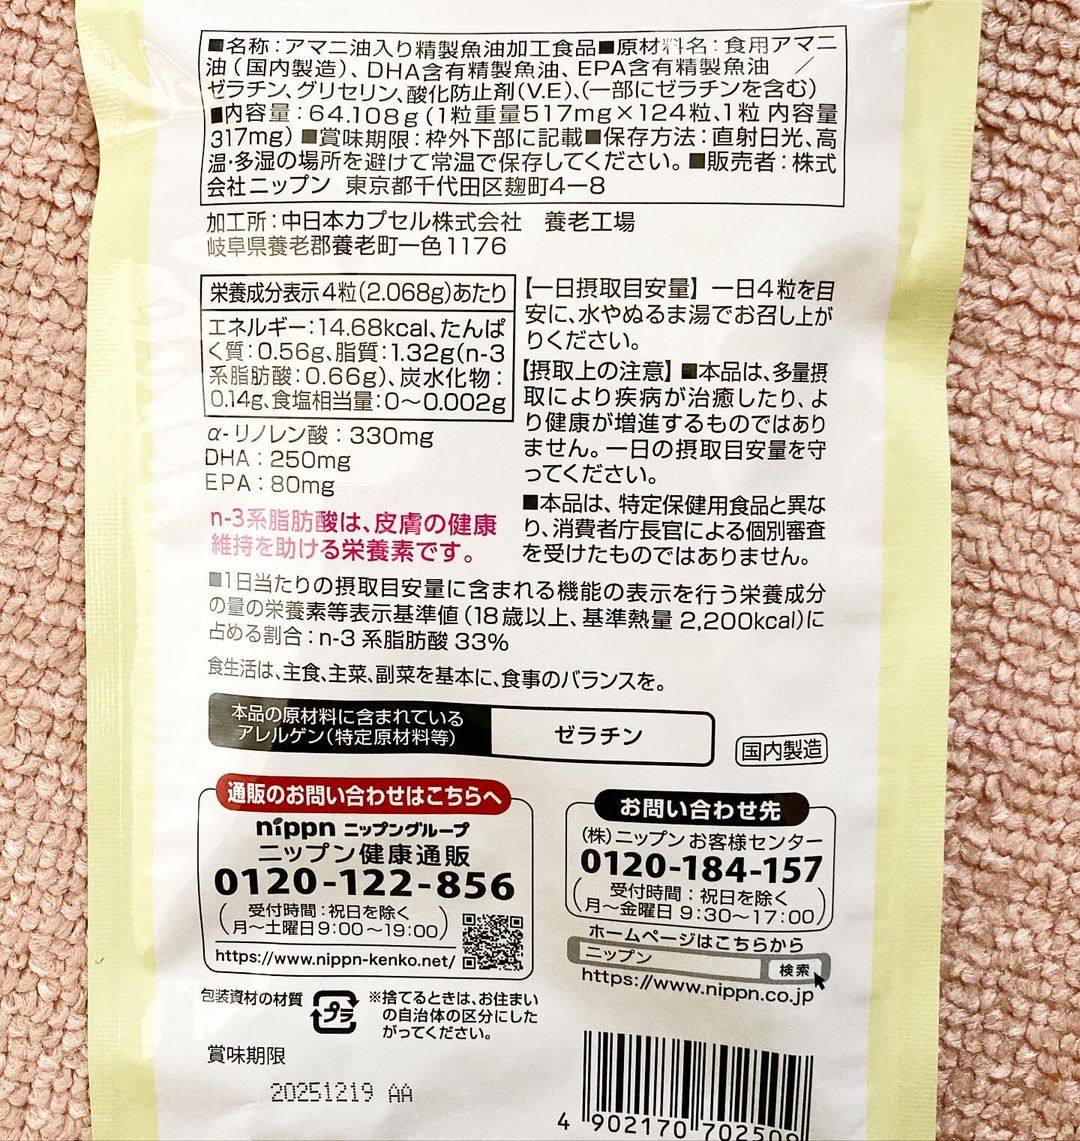 ■名称：アマニ油入り精製魚油加工食品■原材料名：食用アマニ
油（国内製造）、DHA含有精製魚油、EPA含有精製魚油 ／
ゼラチン、グリセリン、酸化防止剤(V.E)、(一部にゼラチンを含む)
■内容量：64.108g(1粒重量517mg×124粒、1粒 内容量
317mg) ■賞味期限：枠外下部に記載■保存方法：直射日光、高
温・多湿の場所を避けて常温で保存してください。■販売者：株式
会社ニップン 東京都千代田区麹町4ー8
加工所：中日本カプセル株式会社 養老工場
岐阜県養老郡養老町一色1176
栄養成分表示4粒(2.068g)あたり
エネルギー：14.68kcal、たんぱ
く質：0.56g、脂質：1.32g(n-3
系脂肪酸：0.66g)、炭水化物：
0.14g、食塩相当量：0〜0.002g
α-リノレン酸：330mg
DHA：250mg
EPA：80mg
n-3系脂肪酸は、皮膚の健康
維持を助ける栄養素です。
【一日摂取目安量】 一日4粒を目
安に、水やぬるま湯でお召し上が
りください。
【摂取上の注意】■本品は、多量摂
取により疾病が治癒したり、よ
り健康が増進するものではあり
ません。一日の摂取目安量を守
ってください。
■本品は、特定保健用食品と異な
り、消費者庁長官による個別審査
を受けたものではありません。
■1日当たりの摂取目安量に含まれる機能の表示を行う栄養成分
の量の栄養素等表示基準値（18歳以上、基準熱量 2,200kcal)に
占める割合：n-3 系脂肪酸 33%
食生活は、主食、主菜、副菜を基本に、食事のバランスを。
本品の原材料に含まれている
アレルゲン(特定原材料等)
ゼラチン
国内製造
通販のお問い合わせはこちらへ
nippn ニップングループ
ニップン健康通販
0120-122-856
受付時間：祝日を除く
月〜土曜日9:00〜19:00
https://www.nippn-kenko.net/
お問い合わせ先
(株)ニップン お客様センター
0120-184-157
受付時間：祝日を除く
月〜金曜日 9:30〜17:00
ホームページはこちらから
ニップン 検索
https://www.nippn.co.jp
包装資材の材質
プラ
※捨てるときは、お住まい
の自治体の区分にした
がってください。
賞味期限
20251219 AA
4 902170 702509